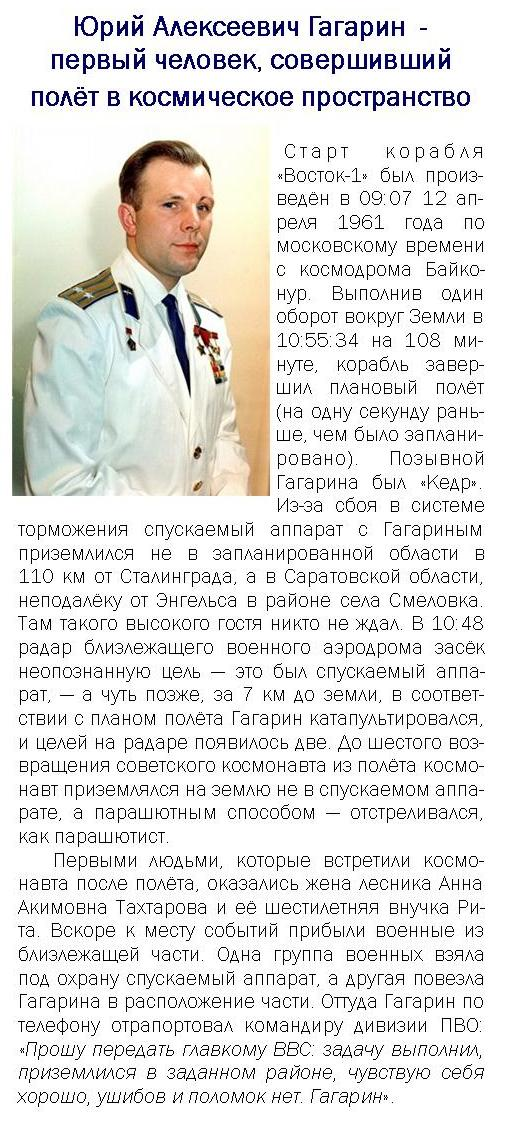 Юрий Алексеевич Гагарин -
первый человек, совершивший
полёт в космическое пространство
Старт корабля
«Восток-1» был произ-
ведён в 09:07 12 ап-
реля 1961 года по
московскому времени
с космодрома Байко-
нур. Выполнив один
оборот вокруг Земли в
10:55:34 на 108 ми-
нуте, корабль завер-
шил плановый полёт
(на одну секунду рань-
ше, чем было заплани-
ровано). Позывной
Гагарина был «Кедр».
Из-за сбоя в системе
торможения спускаемый аппарат с Гагариным
приземлился не в запланированной области в
110 км от Сталинграда, а в Саратовской области,
неподалёку от Энгельса в районе села Смеловка.
Там такого высокого гостя никто не ждал. В 10:48
радар близлежащего военного аэродрома засёк
неопознанную цель — это был спускаемый аппа-
рат, — а чуть позже, за 7 км до земли, в соответ-
ствии с планом полёта Гагарин катапультировался,
и целей на радаре появилось две. До шестого воз-
вращения советского космонавта из полёта космо-
навт приземлялся на землю не в спускаемом аппа-
рате, а парашютным способом — отстреливался,
как парашютист.
Первыми людьми, которые встретили космо-
навта после полёта, оказались жена лесника Анна
Акимовна Тахтарова и её шестилетняя внучка Ри-
та. Вскоре к месту событий прибыли военные из
близлежащей части. Одна группа военных взяла
под охрану спускаемый аппарат, а другая повезла
Гагарина в расположение части. Оттуда Гагарин по
телефону отрапортовал командиру дивизии ПВО:
«Прошу передать главкому ВВС: задачу выполнил,
приземлился в заданном районе, чувствую себя
хорошо, ушибов и поломок нет. Гагарин».